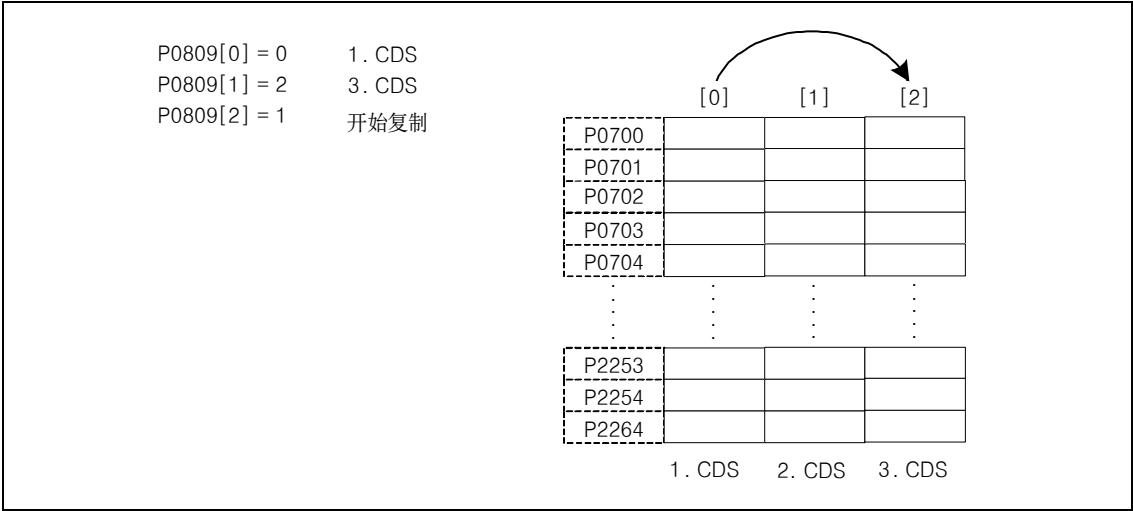 P0809[0] = 0 1. CDS
P0809[1] = 2 3. CDS
P0809[2] = 1 开始复制
[0] [1] [2]
P0700
P0701
P0702
P0703
P0704
P2253
P2254
P2264
1. CDS 2. CDS 3. CDS